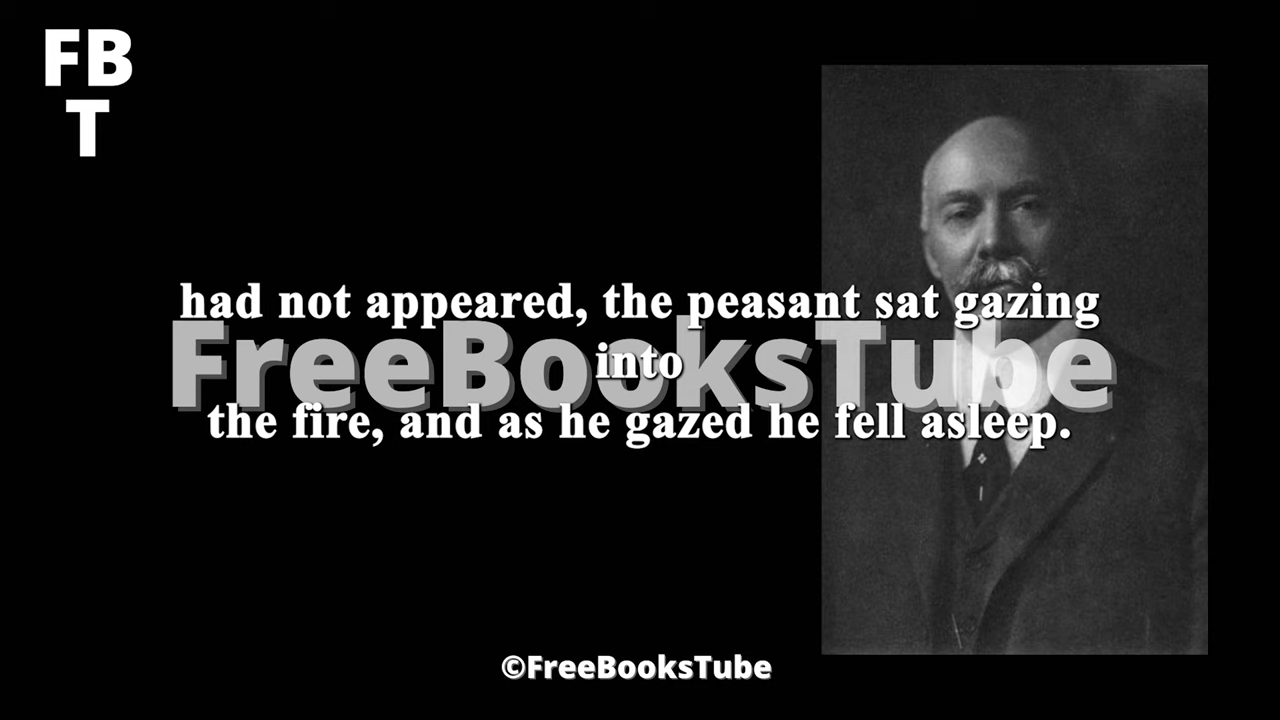 FB
T
had not appeared, the peasant sat gazing
FreeBooksTube
into
the fire, and as he gazed he fell asleep.
©FreeBooksTube